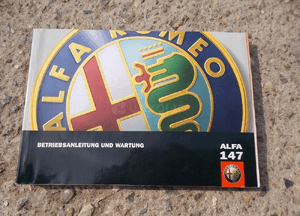 ALFA ROMEO
BETRIEBSANLEITUNG UND WARTUNG
ALFA
147